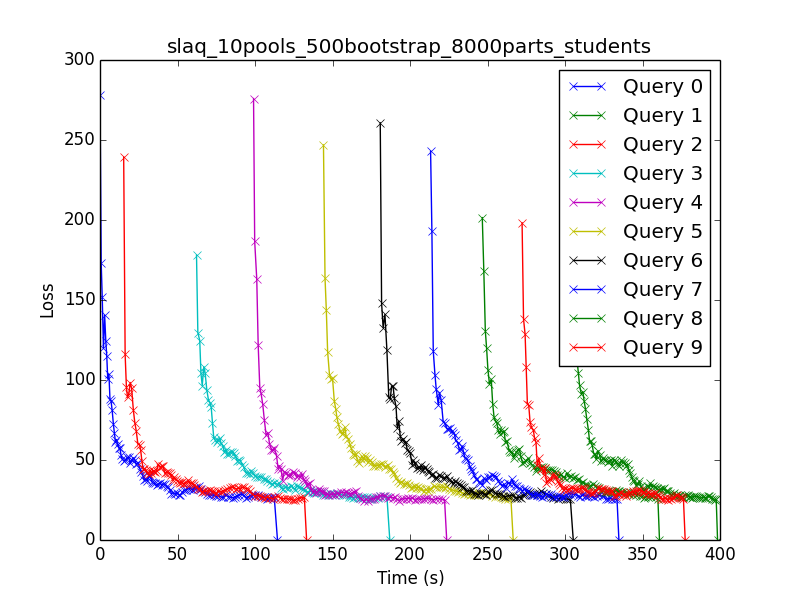 slaq_10pools_500bootstrap_8000parts_students
300
250
200
150
100
50
0
Loss
Query 0
Query 1
Query 2
Query 3
Query 4
Query 5
Query 6
Query 7
Query 8
Query 9
0 50 100 150 200 250 300 350 400
Time (s)